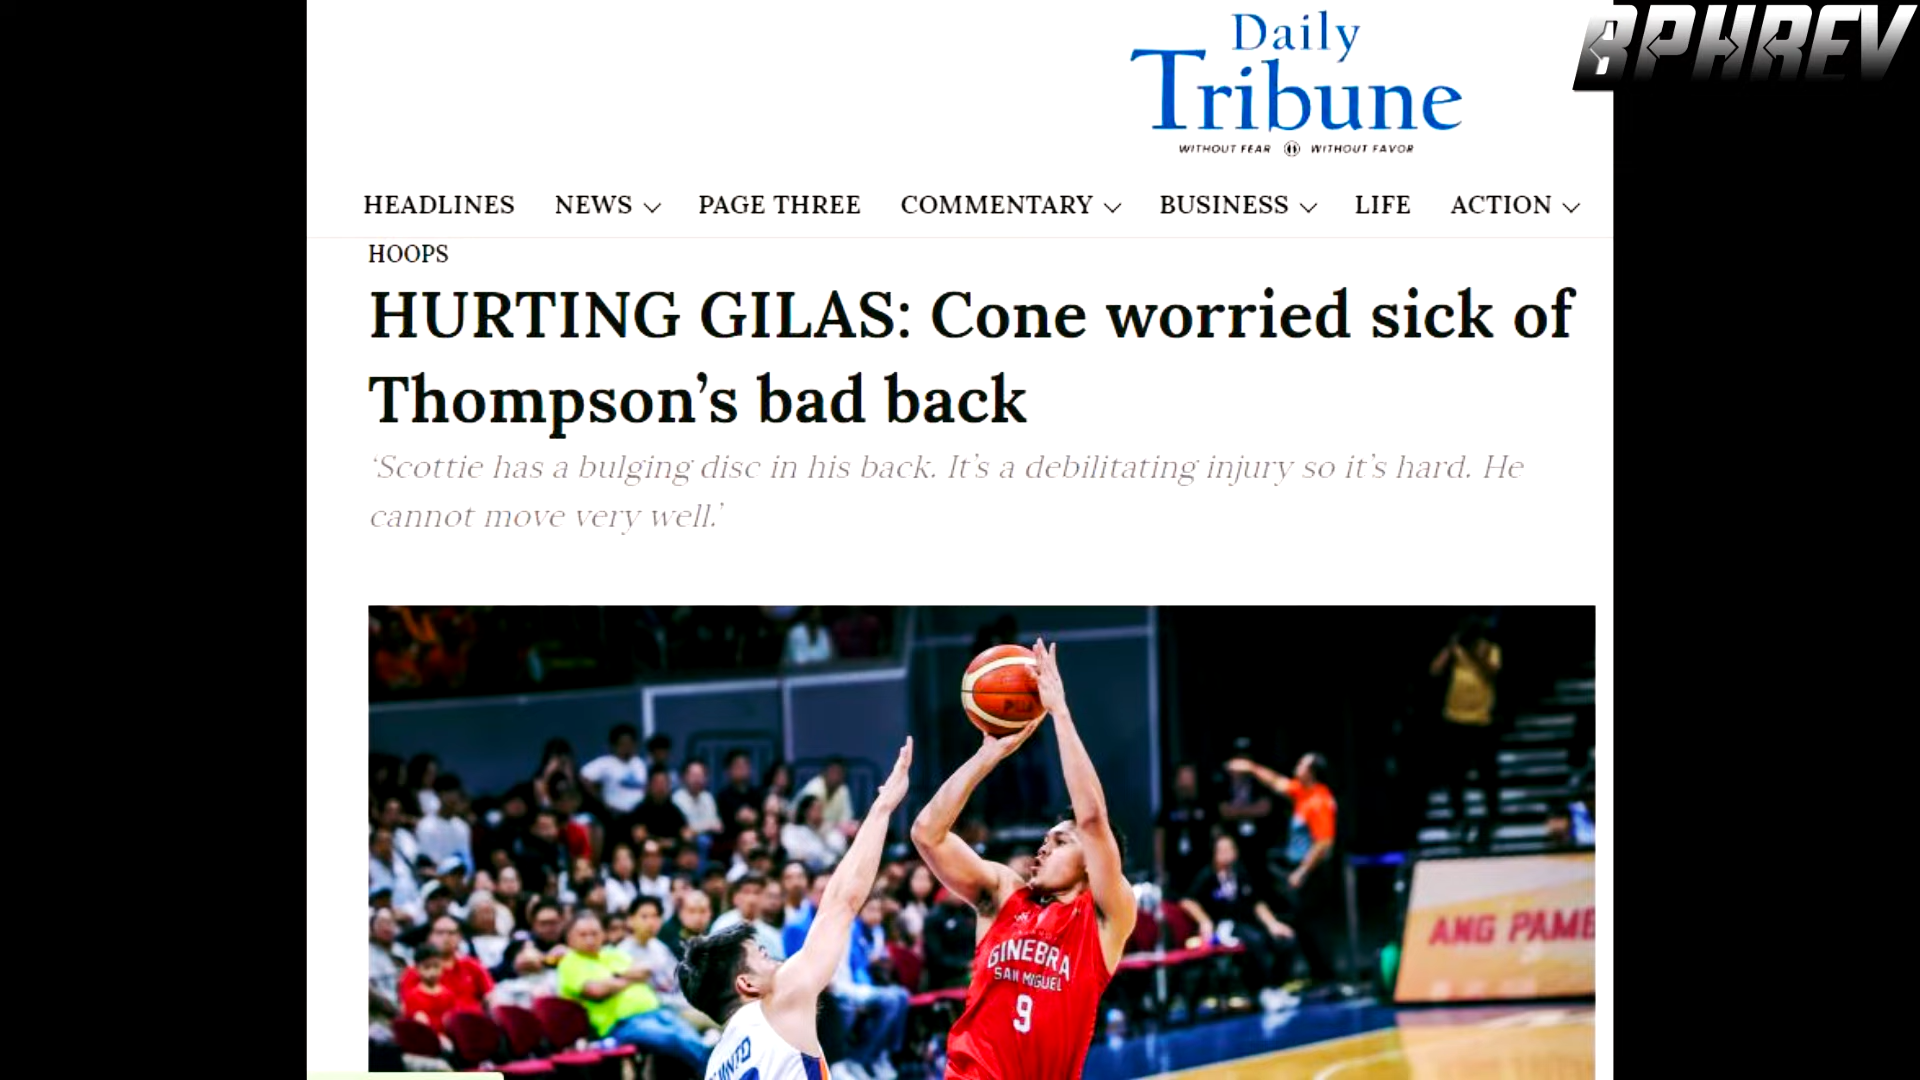 BPHREV
Daily
Tribune
WITHOUT FEAR WITHOUT FAVOR
HEADLINES NEWS PAGE THREE COMMENTARY BUSINESS LIFE ACTION
HOOPS
HURTING GILAS: Cone worried sick of
Thompson’s bad back
‘Scottie has a bulging disc in his back. It’s a debilitating injury so it’s hard. He
cannot move very well.’
ANG PAMB
GINEBRA
SAN MIGUEL
9